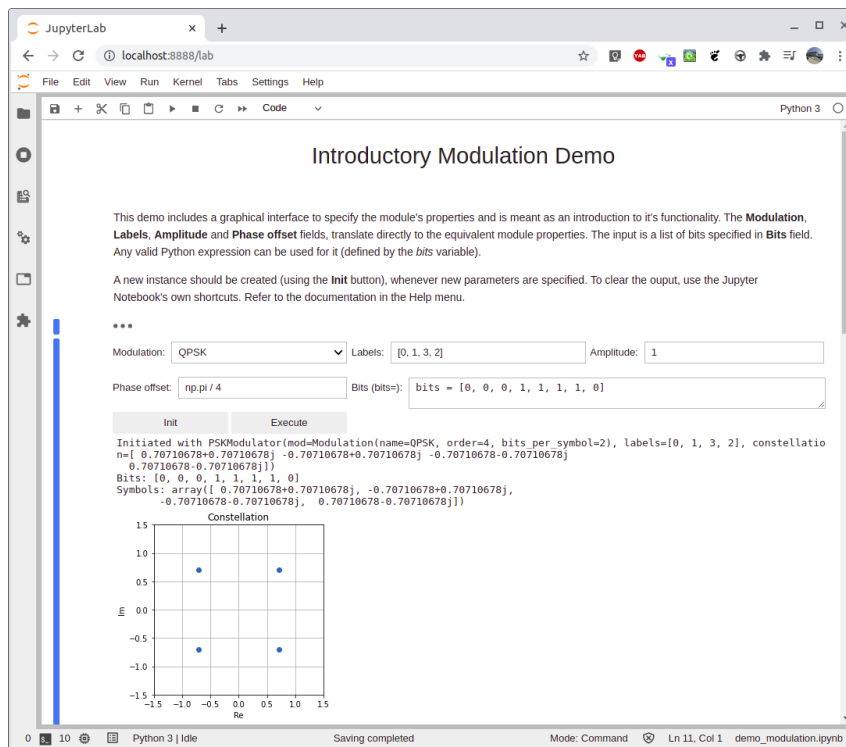 JupyterLab
localhost:8888/lab
YAB
x
File Edit View Run Kernel Tabs Settings Help
Code Python 3
Introductory Modulation Demo
This demo includes a graphical interface to specify the module's properties and is meant as an introduction to it's functionality. The Modulation,
Labels, Amplitude and Phase offset fields, translate directly to the equivalent module properties. The input is a list of bits specified in Bits field.
Any valid Python expression can be used for it (defined by the bits variable).
A new instance should be created (using the Init button), whenever new parameters are specified. To clear the ouput, use the Jupyter
Notebook's own shortcuts. Refer to the documentation in the Help menu.
Modulation: QPSK Labels: [0, 1, 3, 2] Amplitude: 1
Phase offset: np.pi / 4 Bits (bits=): bits = [0, 0, 0, 1, 1, 1, 1, 0]
Init Execute
Initiated with PSKModulator(mod=Modulation(name=QPSK, order=4, bits_per_symbol=2), labels=[0, 1, 3, 2], constellatio
n=[ 0.70710678+0.70710678j -0.70710678+0.70710678j -0.70710678-0.70710678j
0.70710678-0.70710678j])
Bits: [0, 0, 0, 1, 1, 1, 1, 0]
Symbols: array([ 0.70710678+0.70710678j, -0.70710678+0.70710678j,
-0.70710678-0.70710678j, 0.70710678-0.70710678j])
Constellation
1.5
1.0
0.5
0.0
−0.5
−1.0
−1.5
Im
−1.5 −1.0 −0.5 0.0 0.5 1.0 1.5
Re
0 $_ 10 Python 3 | Idle Saving completed Mode: Command Ln 11, Col 1 demo_modulation.ipynb